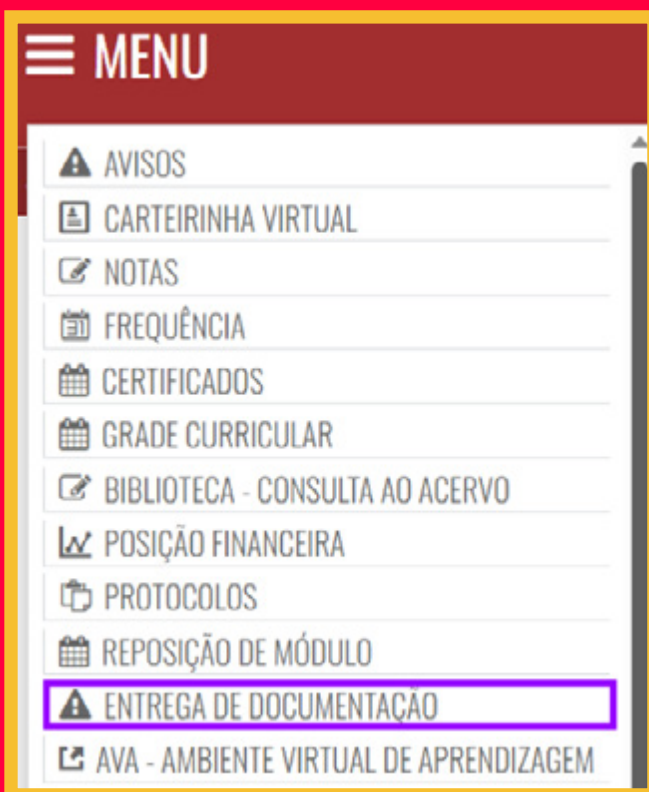 MENU
AVISOS
CARTEIRINHA VIRTUAL
NOTAS
FREQUÊNCIA
CERTIFICADOS
GRADE CURRICULAR
BIBLIOTECA - CONSULTA AO ACERVO
POSIÇÃO FINANCEIRA
PROTOCOLOS
REPOSIÇÃO DE MÓDULO
ENTREGA DE DOCUMENTAÇÃO
AVA - AMBIENTE VIRTUAL DE APRENDIZAGEM